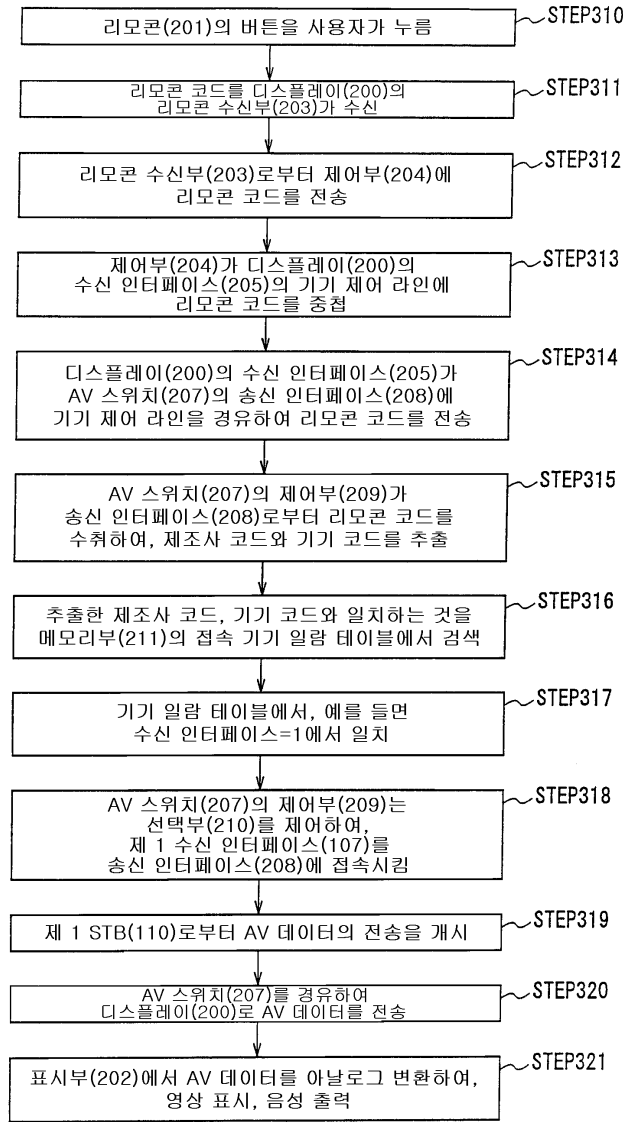 리모콘(201)의 버튼을 사용자가 누름
STEP310
리모콘 코드를 디스플레이(200)의
리모콘 수신부(203)가 수신
STEP311
리모콘 수신부(203)로부터 제어부(204)에
리모콘 코드를 전송
STEP312
제어부(204)가 디스플레이(200)의
수신 인터페이스(205)의 기기 제어 라인에
리모콘 코드를 중첩
STEP313
디스플레이(200)의 수신 인터페이스(205)가
AV 스위치(207)의 송신 인터페이스(208)에
기기 제어 라인을 경유하여 리모콘 코드를 전송
STEP314
AV 스위치(207)의 제어부(209)가
송신 인터페이스(208)로부터 리모콘 코드를
수취하여, 제조사 코드와 기기 코드를 추출
STEP315
추출한 제조사 코드, 기기 코드와 일치하는 것을
메모리부(211)의 접속 기기 일람 테이블에서 검색
STEP316
기기 일람 테이블에서, 예를 들면
수신 인터페이스=1에서 일치
STEP317
AV 스위치(207)의 제어부(209)는
선택부(210)를 제어하여,
제 1 수신 인터페이스(107)를
송신 인터페이스(208)에 접속시킴
STEP318
제 1 STB(110)로부터 AV 데이터의 전송을 개시
STEP319
AV 스위치(207)를 경유하여
디스플레이(200)로 AV 데이터를 전송
STEP320
표시부(202)에서 AV 데이터를 아날로그 변환하여,
영상 표시, 음성 출력
STEP321